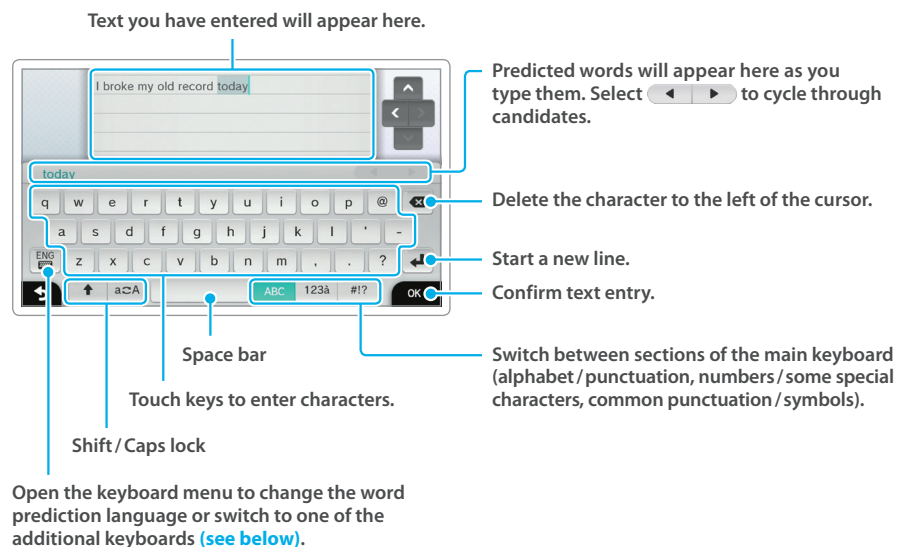 Text you have entered will appear here.
I broke my old record today
Predicted words will appear here as you
type them. Select ◀ ▶ to cycle through
candidates.
today
q w e r t y u i o p @
Delete the character to the left of the cursor.
a s d f g h j k l ' -
ENG z x c v b n m , . ?
Start a new line.
a⇄A ABC 123à #!? OK
Confirm text entry.
Space bar
Switch between sections of the main keyboard
(alphabet/punctuation, numbers/some special
characters, common punctuation/symbols).
Touch keys to enter characters.
Shift/Caps lock
Open the keyboard menu to change the word
prediction language or switch to one of the
additional keyboards (see below).